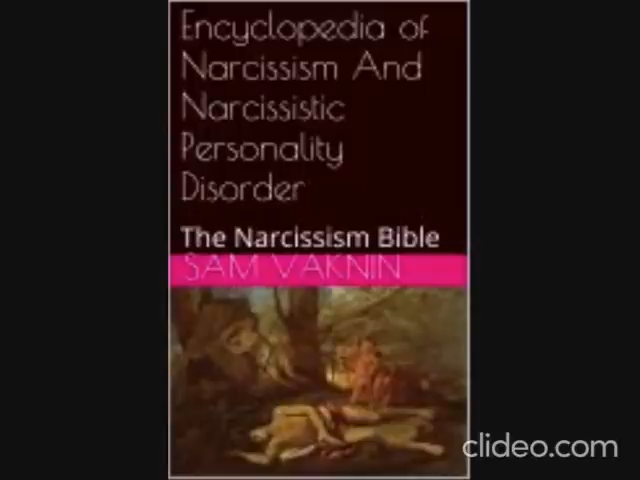 Encyclopedia of
Narcissism And
Narcissistic
Personality
Disorder
The Narcissism Bible
SAM VAKNIN
clideo.com